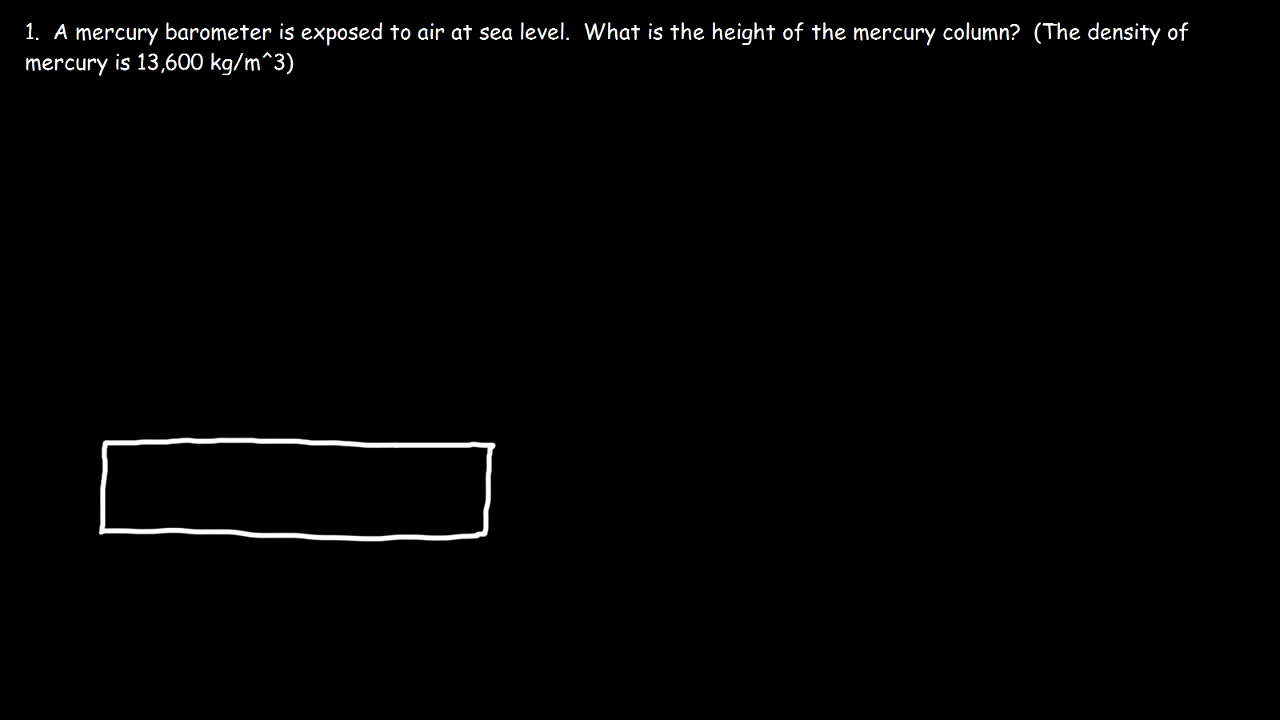 1. A mercury barometer is exposed to air at sea level. What is the height of the mercury column? (The density of
mercury is 13,600 kg/m^3)